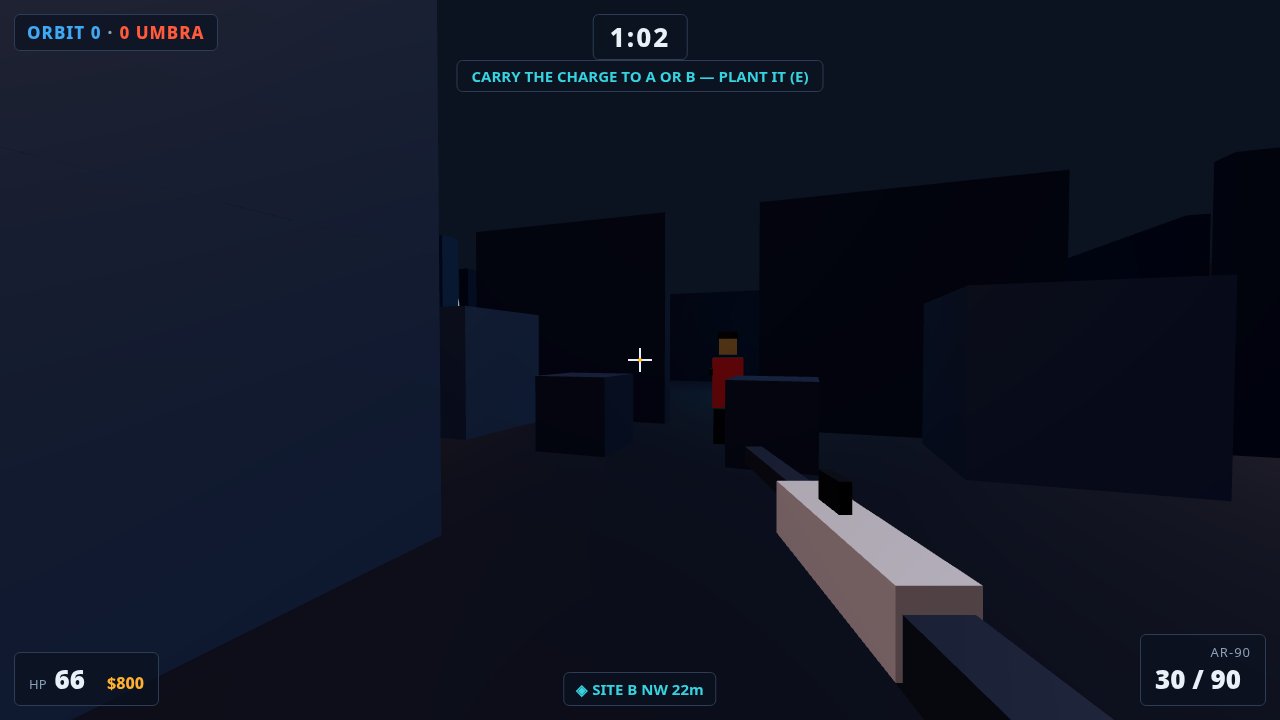 ORBIT 0 · 0 UMBRA
1:02
CARRY THE CHARGE TO A OR B — PLANT IT (E)
HP 66 $800
◈ SITE B NW 22m
AR-90
30 / 90